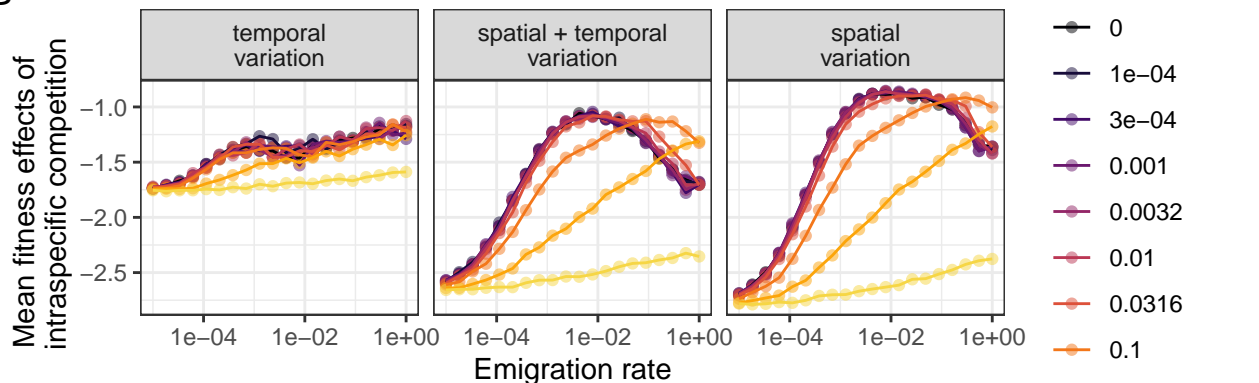 temporal
variation
spatial + temporal
variation
spatial
variation
Mean fitness effects of
intraspecific competition
−1.0
−1.5
−2.0
−2.5
1e−04
1e−02
1e+00
1e−04
1e−02
1e+00
1e−04
1e−02
1e+00
Emigration rate
0
1e−04
3e−04
0.001
0.0032
0.01
0.0316
0.1